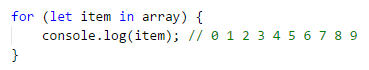 for (let item in array) {
    console.log(item); // 0 1 2 3 4 5 6 7 8 9
}